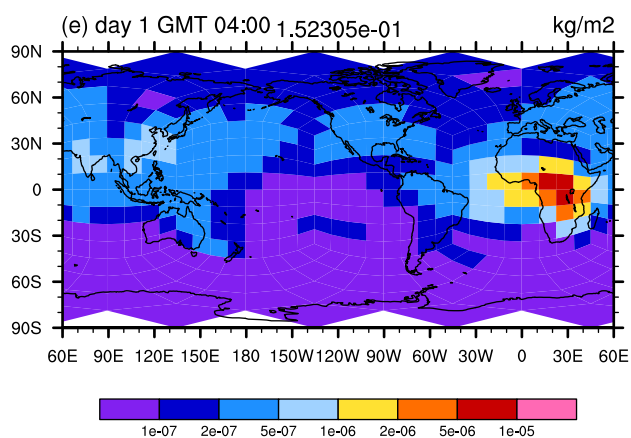 (e) day 1 GMT 04:00 1.52305e-01 kg/m2
90N
60N
30N
0
30S
60S
90S
60E 90E 120E 150E 180 150W 120W 90W 60W 30W 0 30E 60E
1e-07 2e-07 5e-07 1e-06 2e-06 5e-06 1e-05